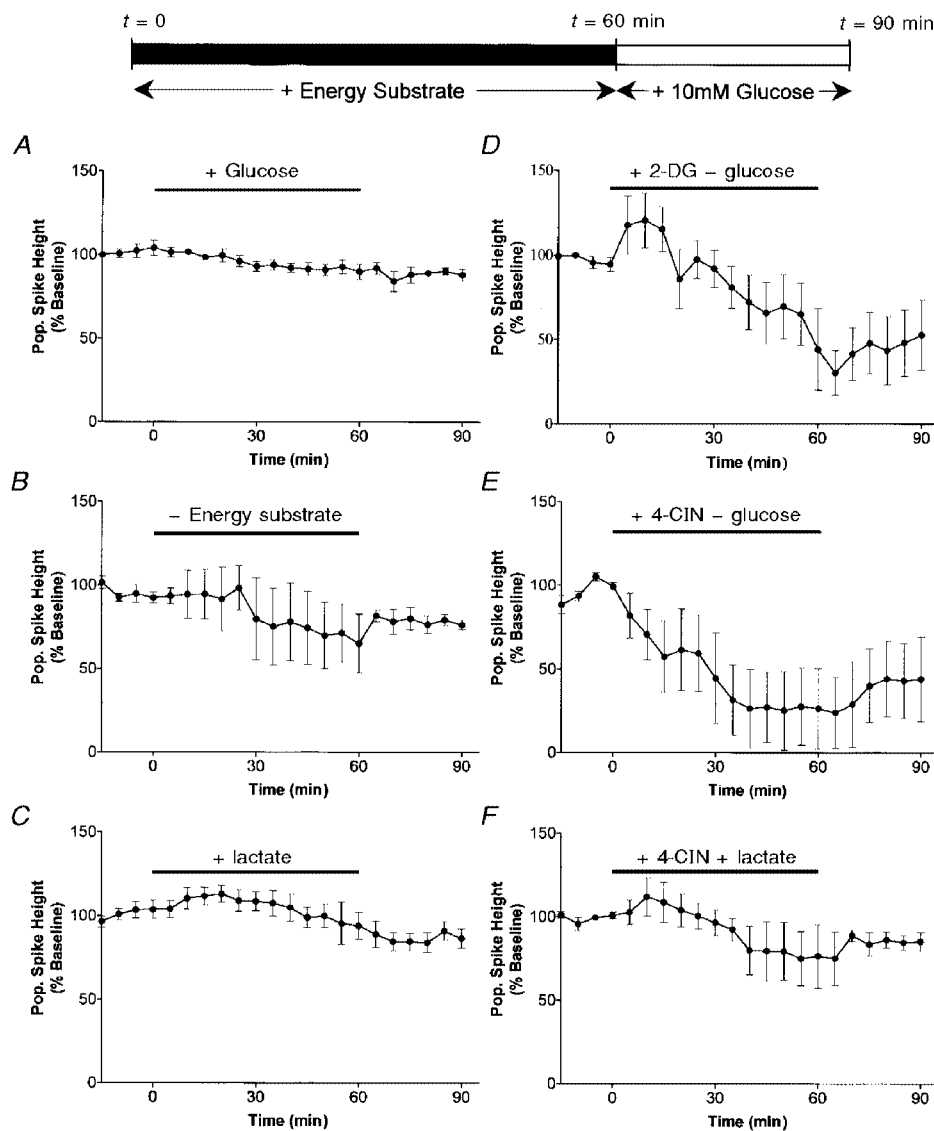 t = 0 t = 60 min t = 90 min
+ Energy Substrate + 10mM Glucose
A
+ Glucose
150
100
50
0
Pop. Spike Height
(% Baseline)
0 30 60 90
Time (min)
B
− Energy substrate
150
100
50
0
Pop. Spike Height
(% Baseline)
0 30 60 90
Time (min)
C
+ lactate
150
100
50
0
Pop. Spike Height
(% Baseline)
0 30 60 90
Time (min)
D
+ 2-DG − glucose
150
100
50
0
Pop. Spike Height
(% Baseline)
0 30 60 90
Time (min)
E
+ 4-CIN − glucose
150
100
50
0
Pop. Spike Height
(% Baseline)
0 30 60 90
Time (min)
F
+ 4-CIN + lactate
150
100
50
0
Pop. Spike Height
(% Baseline)
0 30 60 90
Time (min)